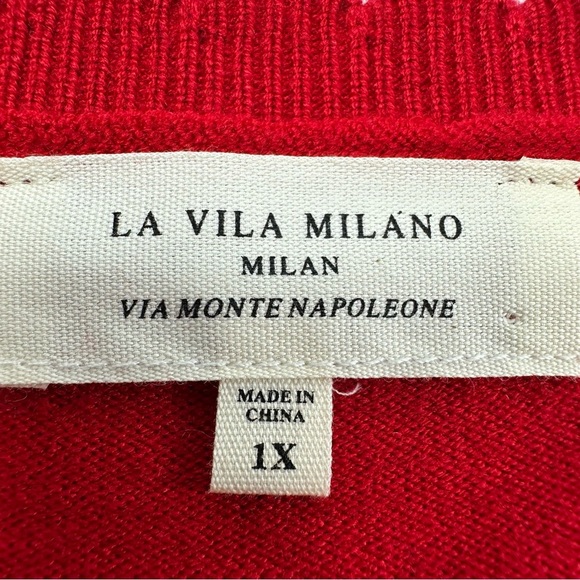 LA VILA MILANO
MILAN
VIA MONTE NAPOLEONE
MADE IN
CHINA
1X